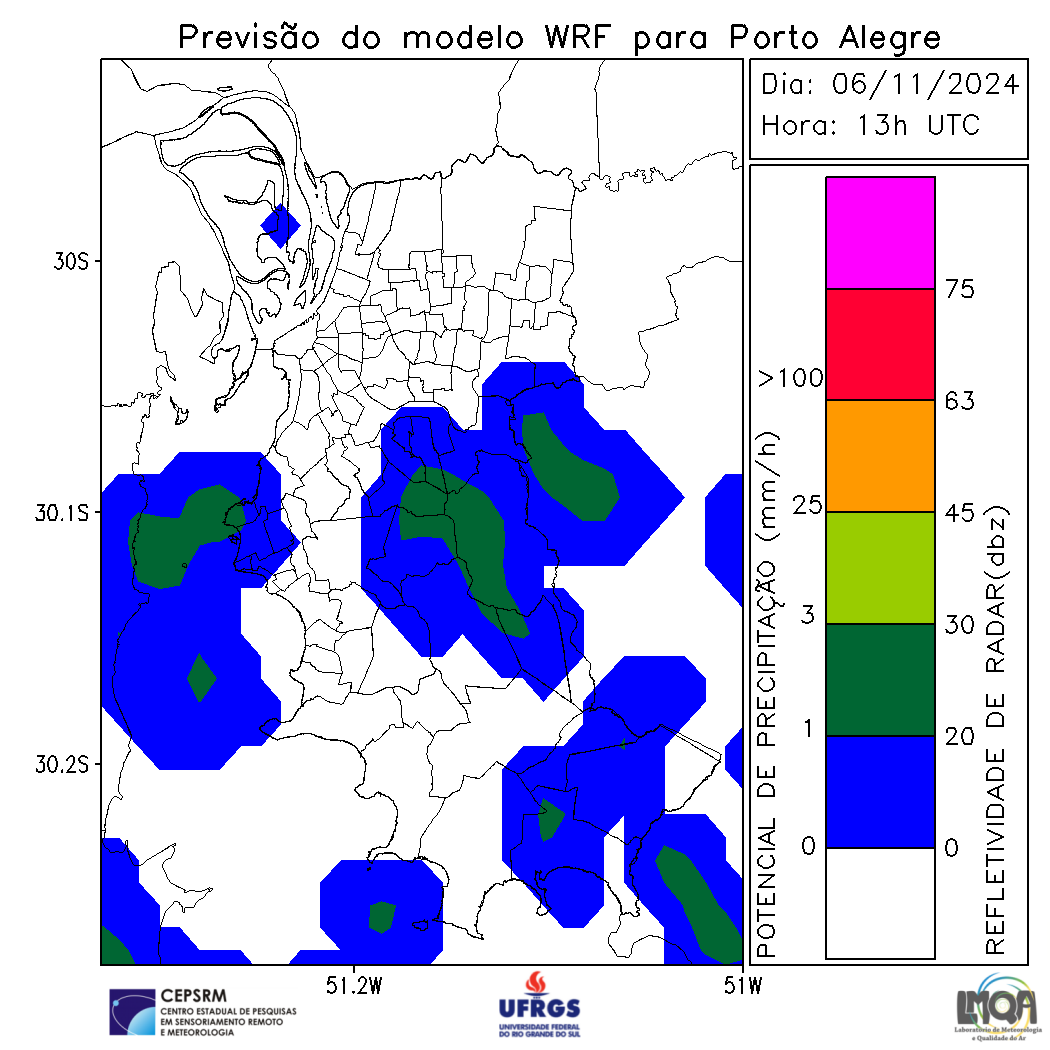 Previsão do modelo WRF para Porto Alegre
Dia: 06/11/2024
Hora: 13h UTC
30S
30.1S
30.2S
51.2W
51W
POTENCIAL DE PRECIPITAÇÃO (mm/h)
>100
25
3
1
0
75
63
45
30
20
0
REFLETIVIDADE DE RADAR(dbz)
CEPSRM
CENTRO ESTADUAL DE PESQUISAS
EM SENSORIAMENTO REMOTO
E METEOROLOGIA
UFRGS
UNIVERSIDADE FEDERAL
DO RIO GRANDE DO SUL
LMQA
Laboratório de Meteorologia
e Qualidade do Ar